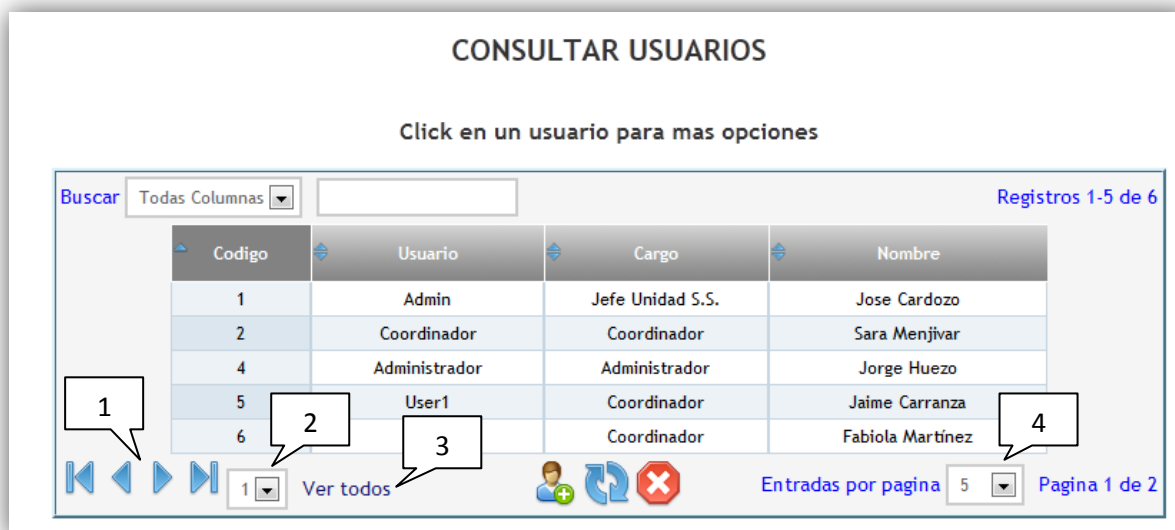 CONSULTAR USUARIOS
Click en un usuario para mas opciones
Buscar Todas Columnas Registros 1-5 de 6
Codigo Usuario Cargo Nombre
1 Admin Jefe Unidad S.S. Jose Cardozo
2 Coordinador Coordinador Sara Menjivar
4 Administrador Administrador Jorge Huezo
5 User1 Coordinador Jaime Carranza
6 Coordinador Fabiola Martínez
1 2 3 4
1 Ver todos Entradas por pagina 5 Pagina 1 de 2